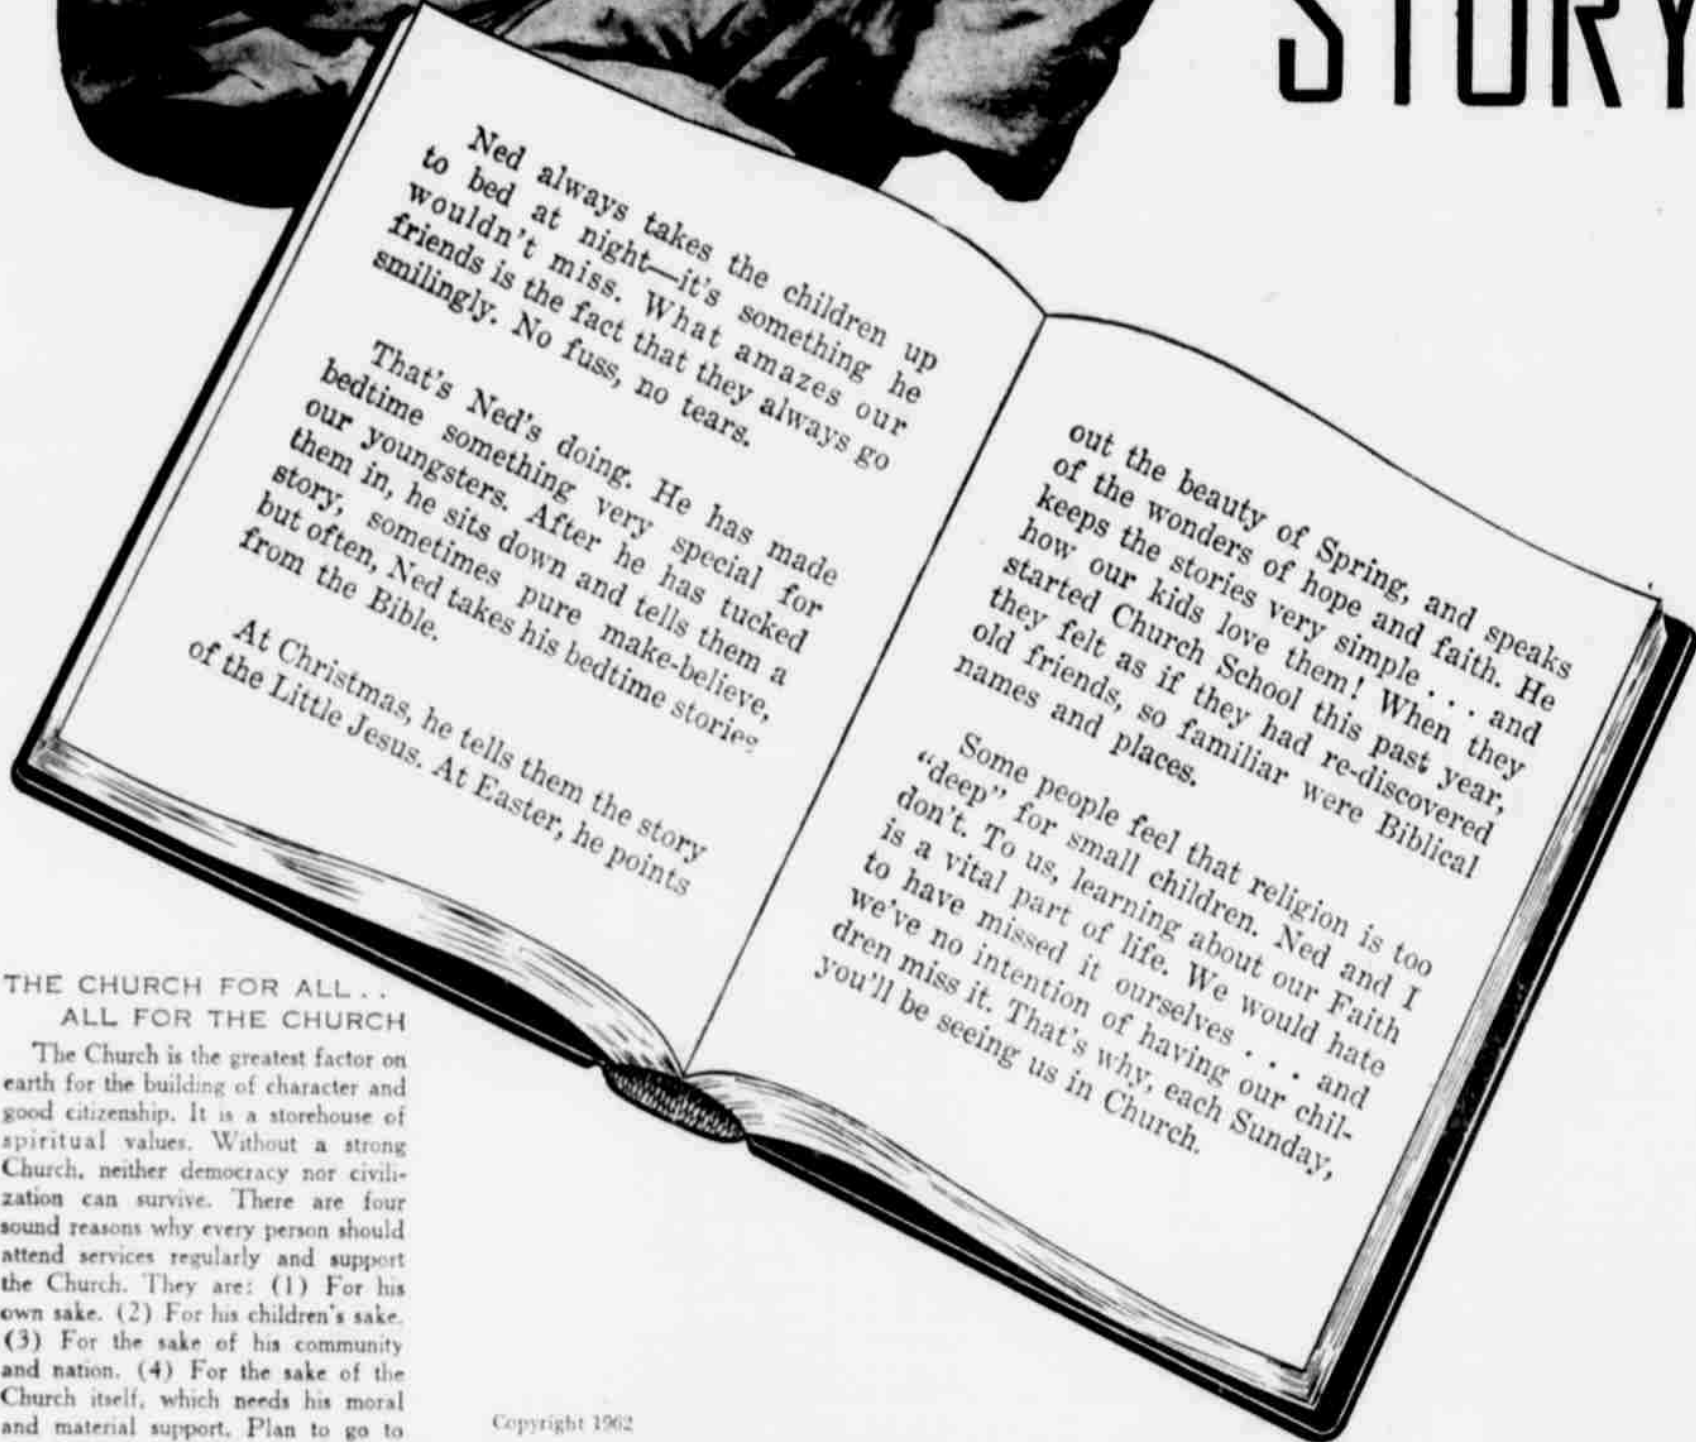 STORY
Ned always takes the children up
to bed at night—it's something he
wouldn't miss. What amazes our
friends is the fact that they always go
smilingly. No fuss, no tears.
That's Ned's doing. He has made
bedtime something very special for
our youngsters. After he has tucked
them in, he sits down and tells them a
story, sometimes pure make-believe,
but often, Ned takes his bedtime stories
from the Bible.
At Christmas, he tells them the story
of the Little Jesus. At Easter, he points
out the beauty of Spring, and speaks
of the wonders of hope and faith. He
keeps the stories very simple . . . and
how our kids love them! When they
started Church School this past year,
they felt as if they had re-discovered
old friends, so familiar were Biblical
names and places.
Some people feel that religion is too
“deep” for small children. Ned and I
don't. To us, learning about our Faith
is a vital part of life. We would hate
to have missed it ourselves . . . and
we've no intention of having our chil-
dren miss it. That's why, each Sunday,
you'll be seeing us in Church.
THE CHURCH FOR ALL . .
ALL FOR THE CHURCH
The Church is the greatest factor on
earth for the building of character and
good citizenship. It is a storehouse of
spiritual values. Without a strong
Church, neither democracy nor civili-
zation can survive. There are four
sound reasons why every person should
attend services regularly and support
the Church. They are: (1) For his
own sake. (2) For his children's sake.
(3) For the sake of his community
and nation. (4) For the sake of the
Church itself, which needs his moral
and material support. Plan to go to
Copyright 1962